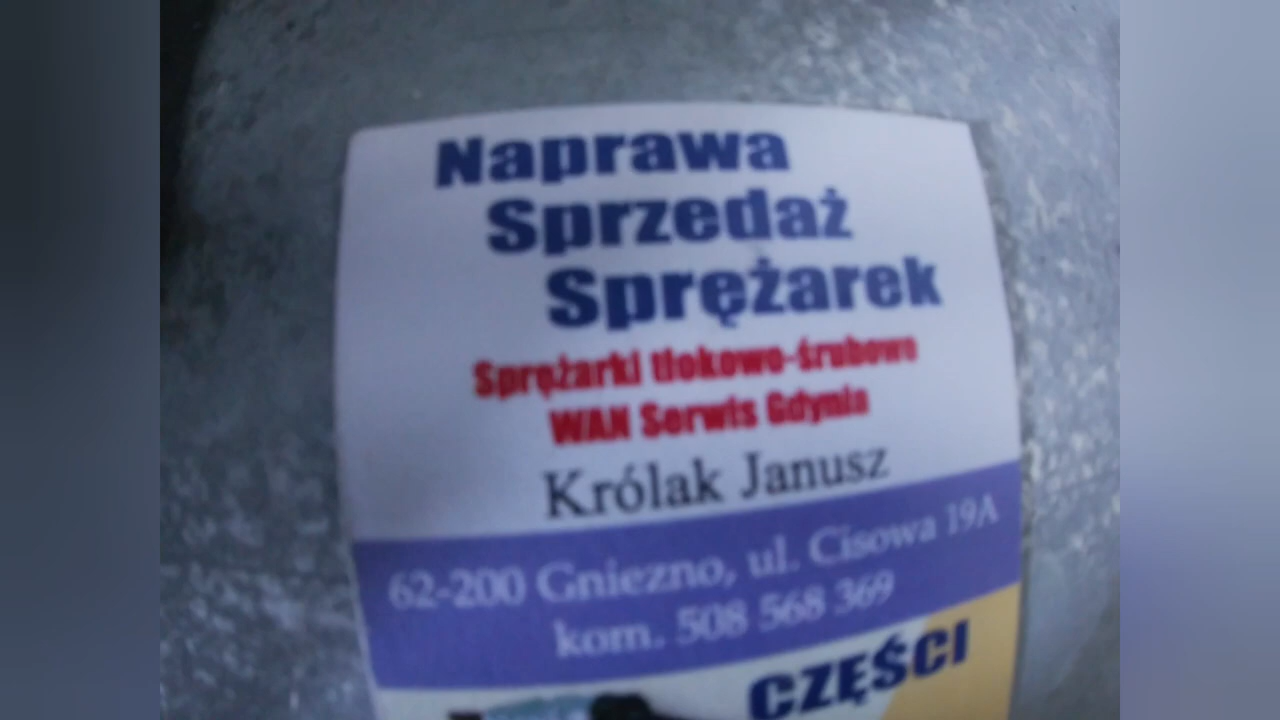 Naprawa
Sprzedaż
Sprężarek
Sprężarki tłokowo-śrubowe
WAN Serwis Gdynia
Królak Janusz
62-200 Gniezno, ul. Cisowa 19A
kom. 508 568 369
CZĘŚCI